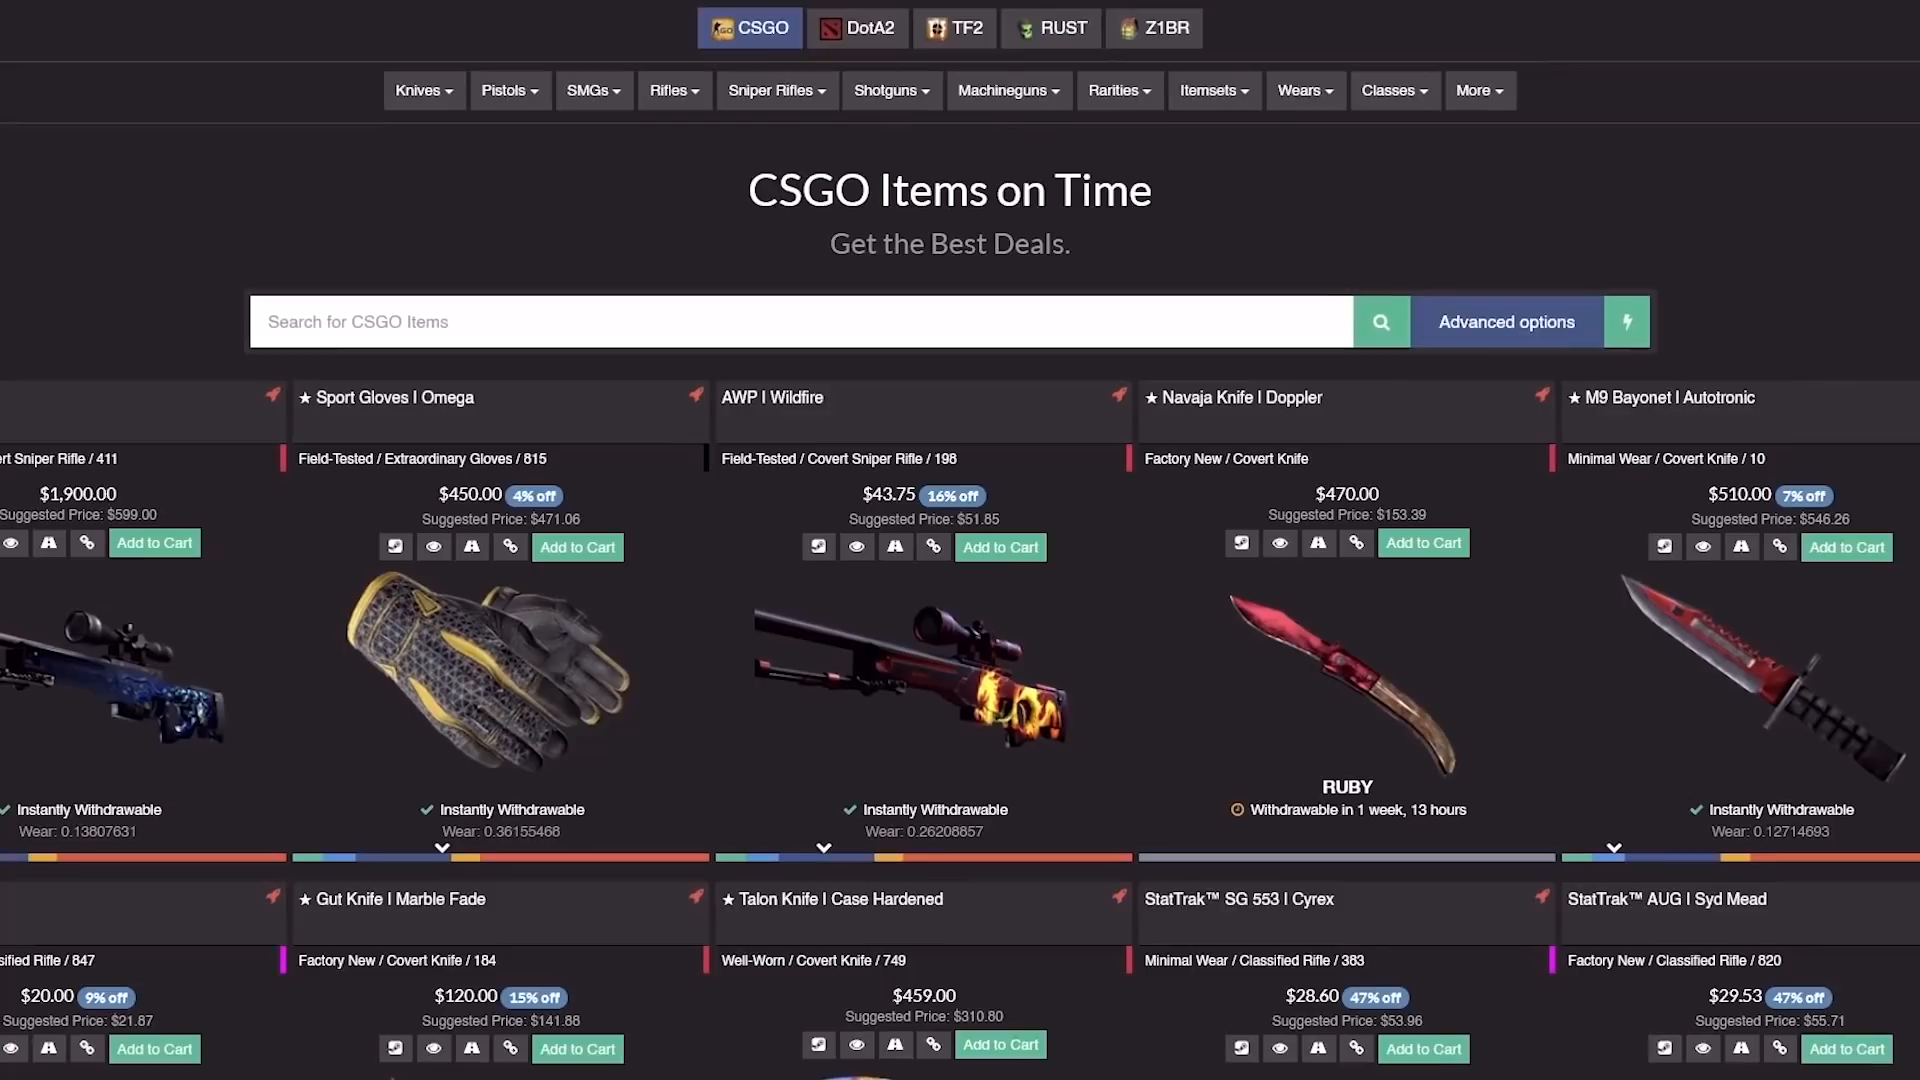 CSGO DotA2 TF2 RUST Z1BR
Knives Pistols SMGs Rifles Sniper Rifles Shotguns Machineguns Rarities Itemsets Wears Classes More
CSGO Items on Time
Get the Best Deals.
Search for CSGO Items
Advanced options
rt Sniper Rifle / 411
$1,900.00
Suggested Price: $599.00
Add to Cart
Instantly Withdrawable
Wear: 0.13807631
★ Sport Gloves | Omega
Field-Tested / Extraordinary Gloves / 815
$450.00 4% off
Suggested Price: $471.06
Add to Cart
Instantly Withdrawable
Wear: 0.36155468
AWP | Wildfire
Field-Tested / Covert Sniper Rifle / 198
$43.75 16% off
Suggested Price: $51.85
Add to Cart
Instantly Withdrawable
Wear: 0.26208857
★ Navaja Knife | Doppler
Factory New / Covert Knife
$470.00
Suggested Price: $153.39
Add to Cart
RUBY
Withdrawable in 1 week, 13 hours
★ M9 Bayonet | Autotronic
Minimal Wear / Covert Knife / 10
$510.00 7% off
Suggested Price: $546.26
Add to Cart
Instantly Withdrawable
Wear: 0.12714693
sified Rifle / 847
$20.00 9% off
Suggested Price: $21.87
Add to Cart
★ Gut Knife | Marble Fade
Factory New / Covert Knife / 184
$120.00 15% off
Suggested Price: $141.88
Add to Cart
★ Talon Knife | Case Hardened
Well-Worn / Covert Knife / 749
$459.00
Suggested Price: $310.80
Add to Cart
StatTrak™ SG 553 | Cyrex
Minimal Wear / Classified Rifle / 383
$28.60 47% off
Suggested Price: $53.96
Add to Cart
StatTrak™ AUG | Syd Mead
Factory New / Classified Rifle / 820
$29.53 47% off
Suggested Price: $55.71
Add to Cart